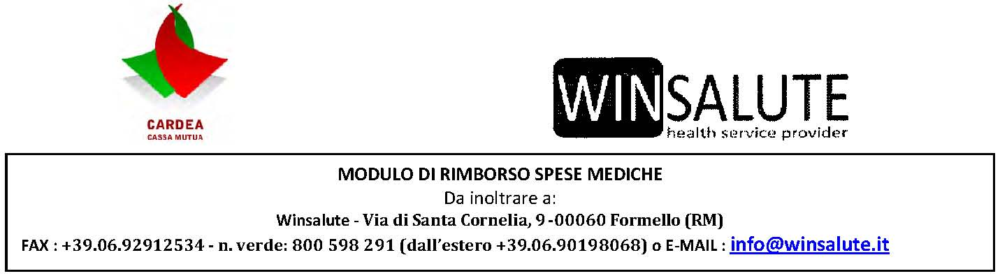 CARDEA
CASSA MUTUA
WINSALUTE
health service provider
MODULO DI RIMBORSO SPESE MEDICHE
Da inoltrare a:
Winsalute - Via di Santa Cornelia, 9 -00060 Formello (RM)
FAX : +39.06.92912534 - n. verde: 800 598 291 (dall'estero +39.06.90198068) o E-MAIL : info@winsalute.it